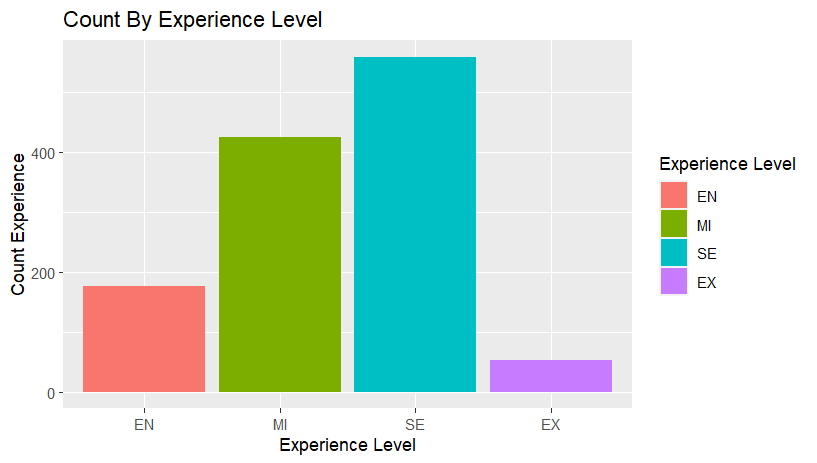 Count By Experience Level
Count Experience
400
200
0
EN
MI
SE
EX
Experience Level
Experience Level
EN
MI
SE
EX